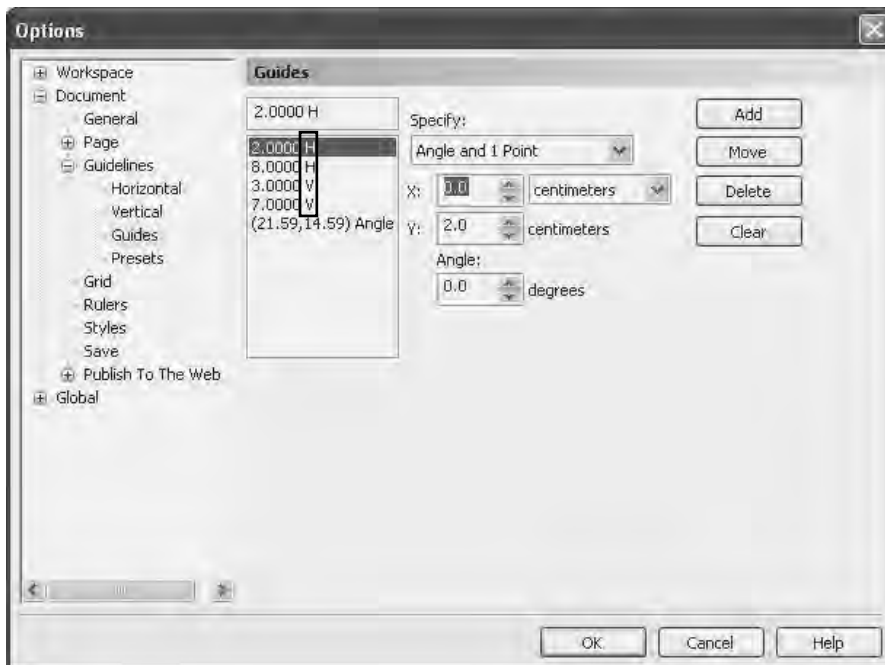 Options
Workspace
Document
General
Page
Guidelines
Horizontal
Vertical
Guides
Presets
Grid
Rulers
Styles
Save
Publish To The Web
Global
Guides
2.0000 H
2.0000 H
8.0000 H
3.0000 V
7.0000 V
(21.59,14.59) Angle
Specify:
Angle and 1 Point
X: 0.0 centimeters
Y: 2.0 centimeters
Angle:
0.0 degrees
Add
Move
Delete
Clear
OK Cancel Help